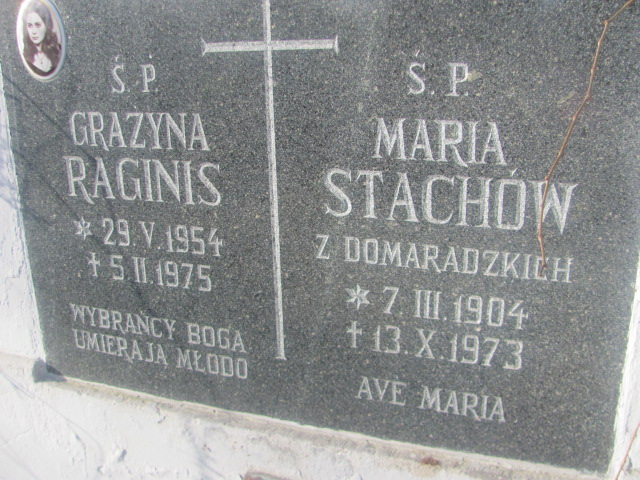 Ś. P.
GRAŻYNA
RAGINIS
* 29. V. 1954
† 5. II. 1975
WYBRAŃCY BOGA
UMIERAJĄ MŁODO
Ś. P.
MARIA
STACHÓW
Z DOMARADZKICH
* 7. III. 1904
† 13. X. 1973
AVE MARIA